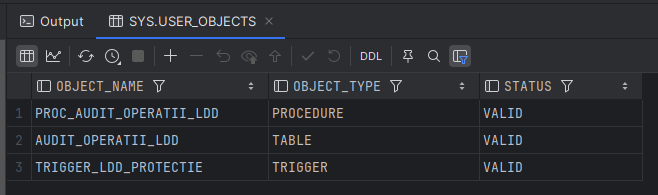 Output SYS.USER_OBJECTS
DDL
OBJECT_NAME OBJECT_TYPE STATUS
1 PROC_AUDIT_OPERATII_LDD PROCEDURE VALID
2 AUDIT_OPERATII_LDD TABLE VALID
3 TRIGGER_LDD_PROTECTIE TRIGGER VALID